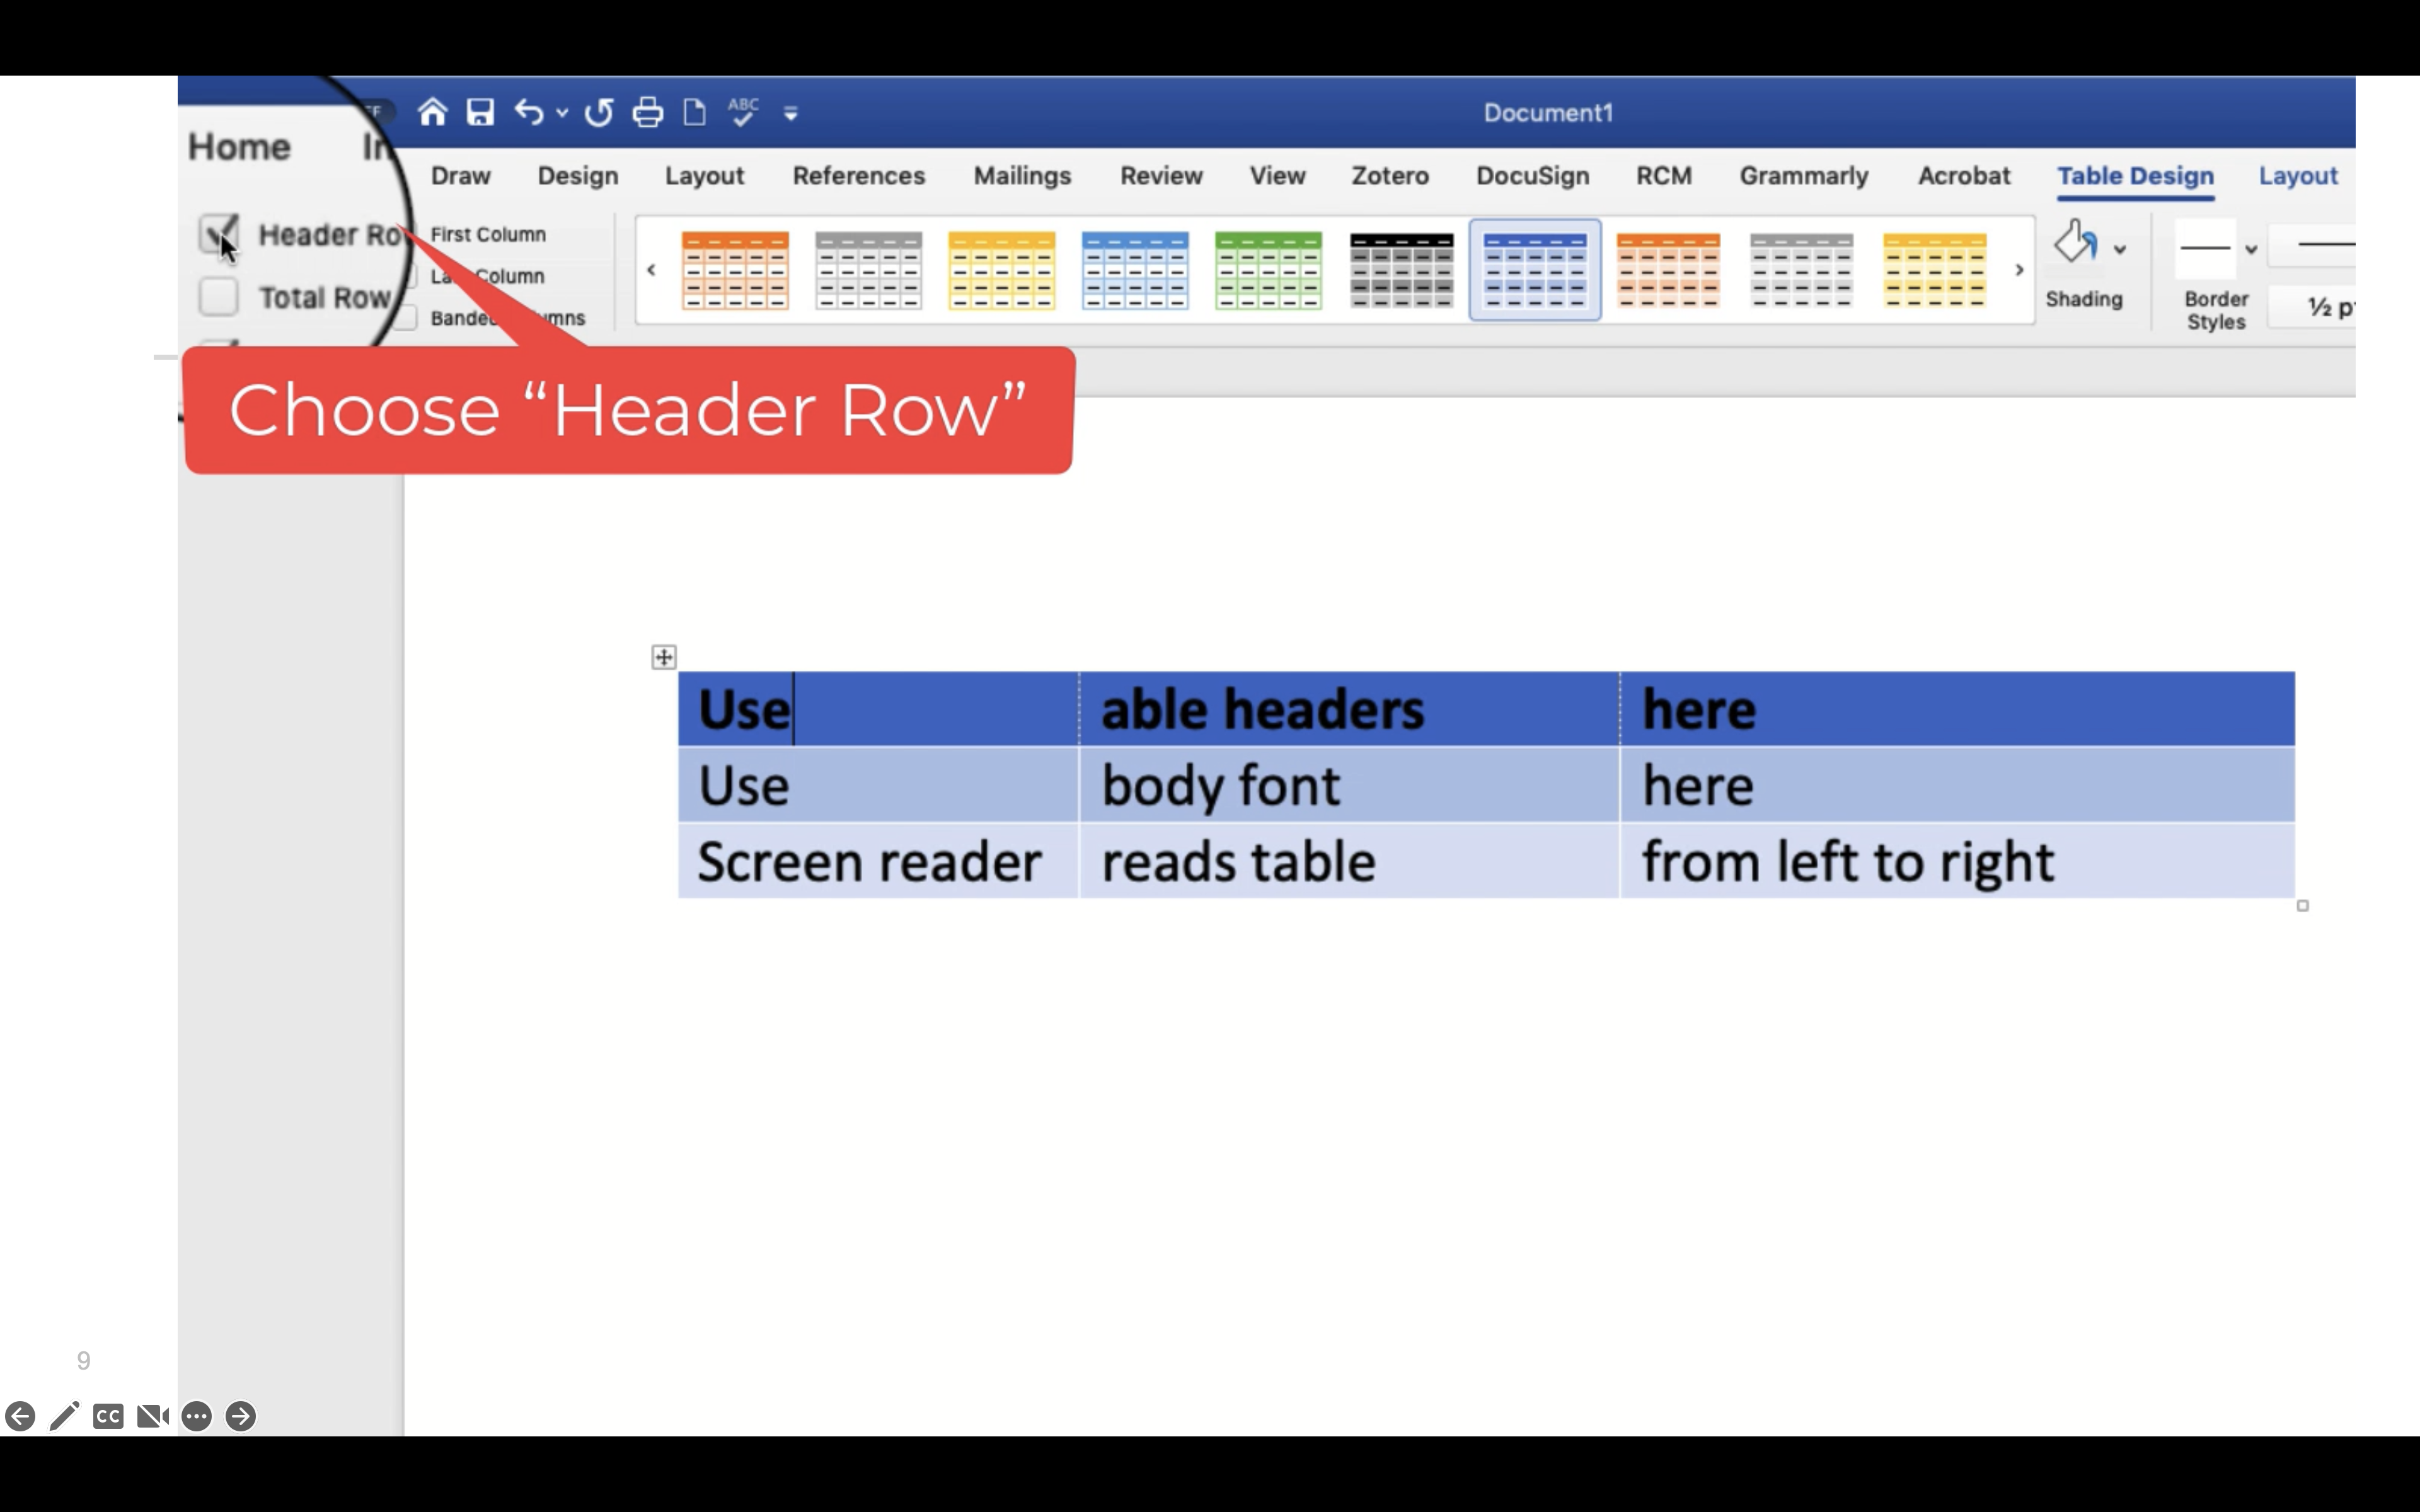 ABC
Document1
Home
Draw Design Layout References Mailings Review View Zotero DocuSign RCM Grammarly Acrobat Table Design Layout
Header Ro First Column
Total Row
Shading
Border
Styles
½ p
Choose “Header Row”
Use able headers here
Use body font here
Screen reader reads table from left to right
9
CC